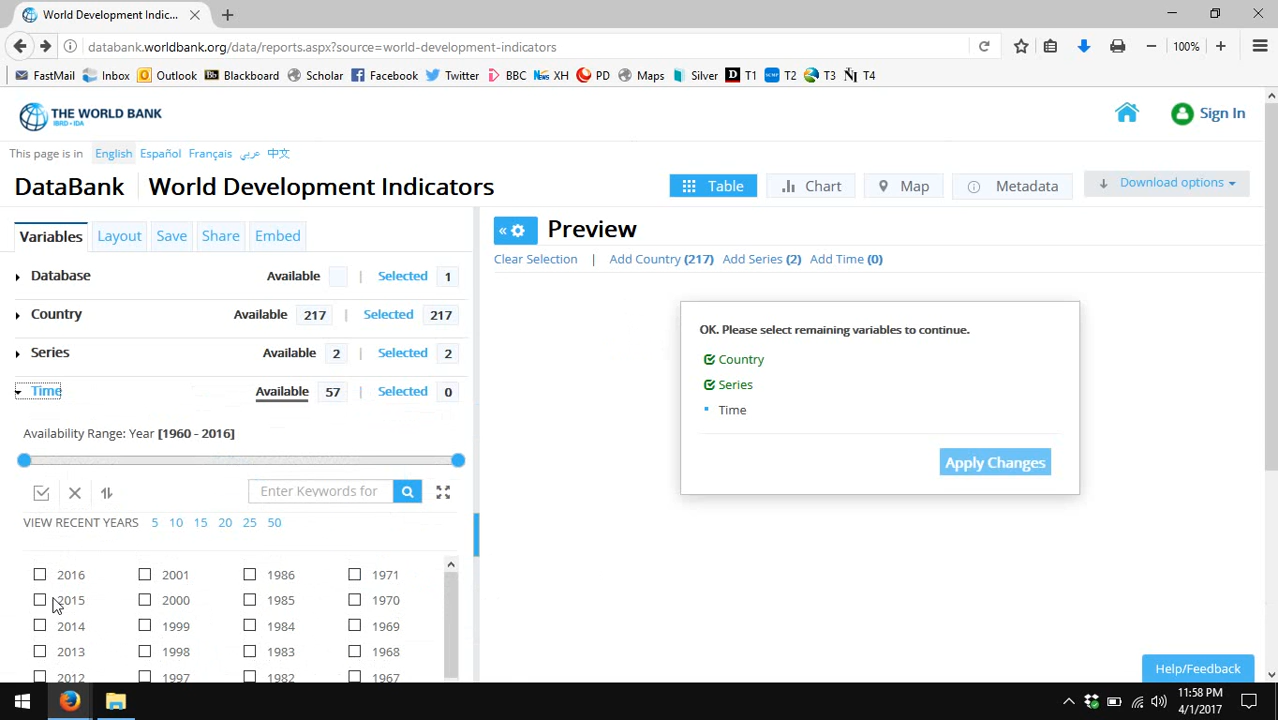 World Development Indic...
databank.worldbank.org/data/reports.aspx?source=world-development-indicators
100%
FastMail Inbox Outlook Bb Blackboard Scholar Facebook Twitter BBC XH PD Maps Silver D T1 T2 T3 T4
THE WORLD BANK
IBRD • IDA
Sign In
This page is in English Español Français عربي 中文
DataBank World Development Indicators
Table Chart Map Metadata Download options
Variables Layout Save Share Embed
« Preview
Clear Selection | Add Country (217) Add Series (2) Add Time (0)
Database Available | Selected 1
Country Available 217 | Selected 217
Series Available 2 | Selected 2
Time Available 57 | Selected 0
OK. Please select remaining variables to continue.
Country
Series
Time
Apply Changes
Availability Range: Year [1960 - 2016]
Enter Keywords for
VIEW RECENT YEARS 5 10 15 20 25 50
2016 2001 1986 1971
2015 2000 1985 1970
2014 1999 1984 1969
2013 1998 1983 1968
2012 1997 1982 1967
Help/Feedback
11:58 PM
4/1/2017